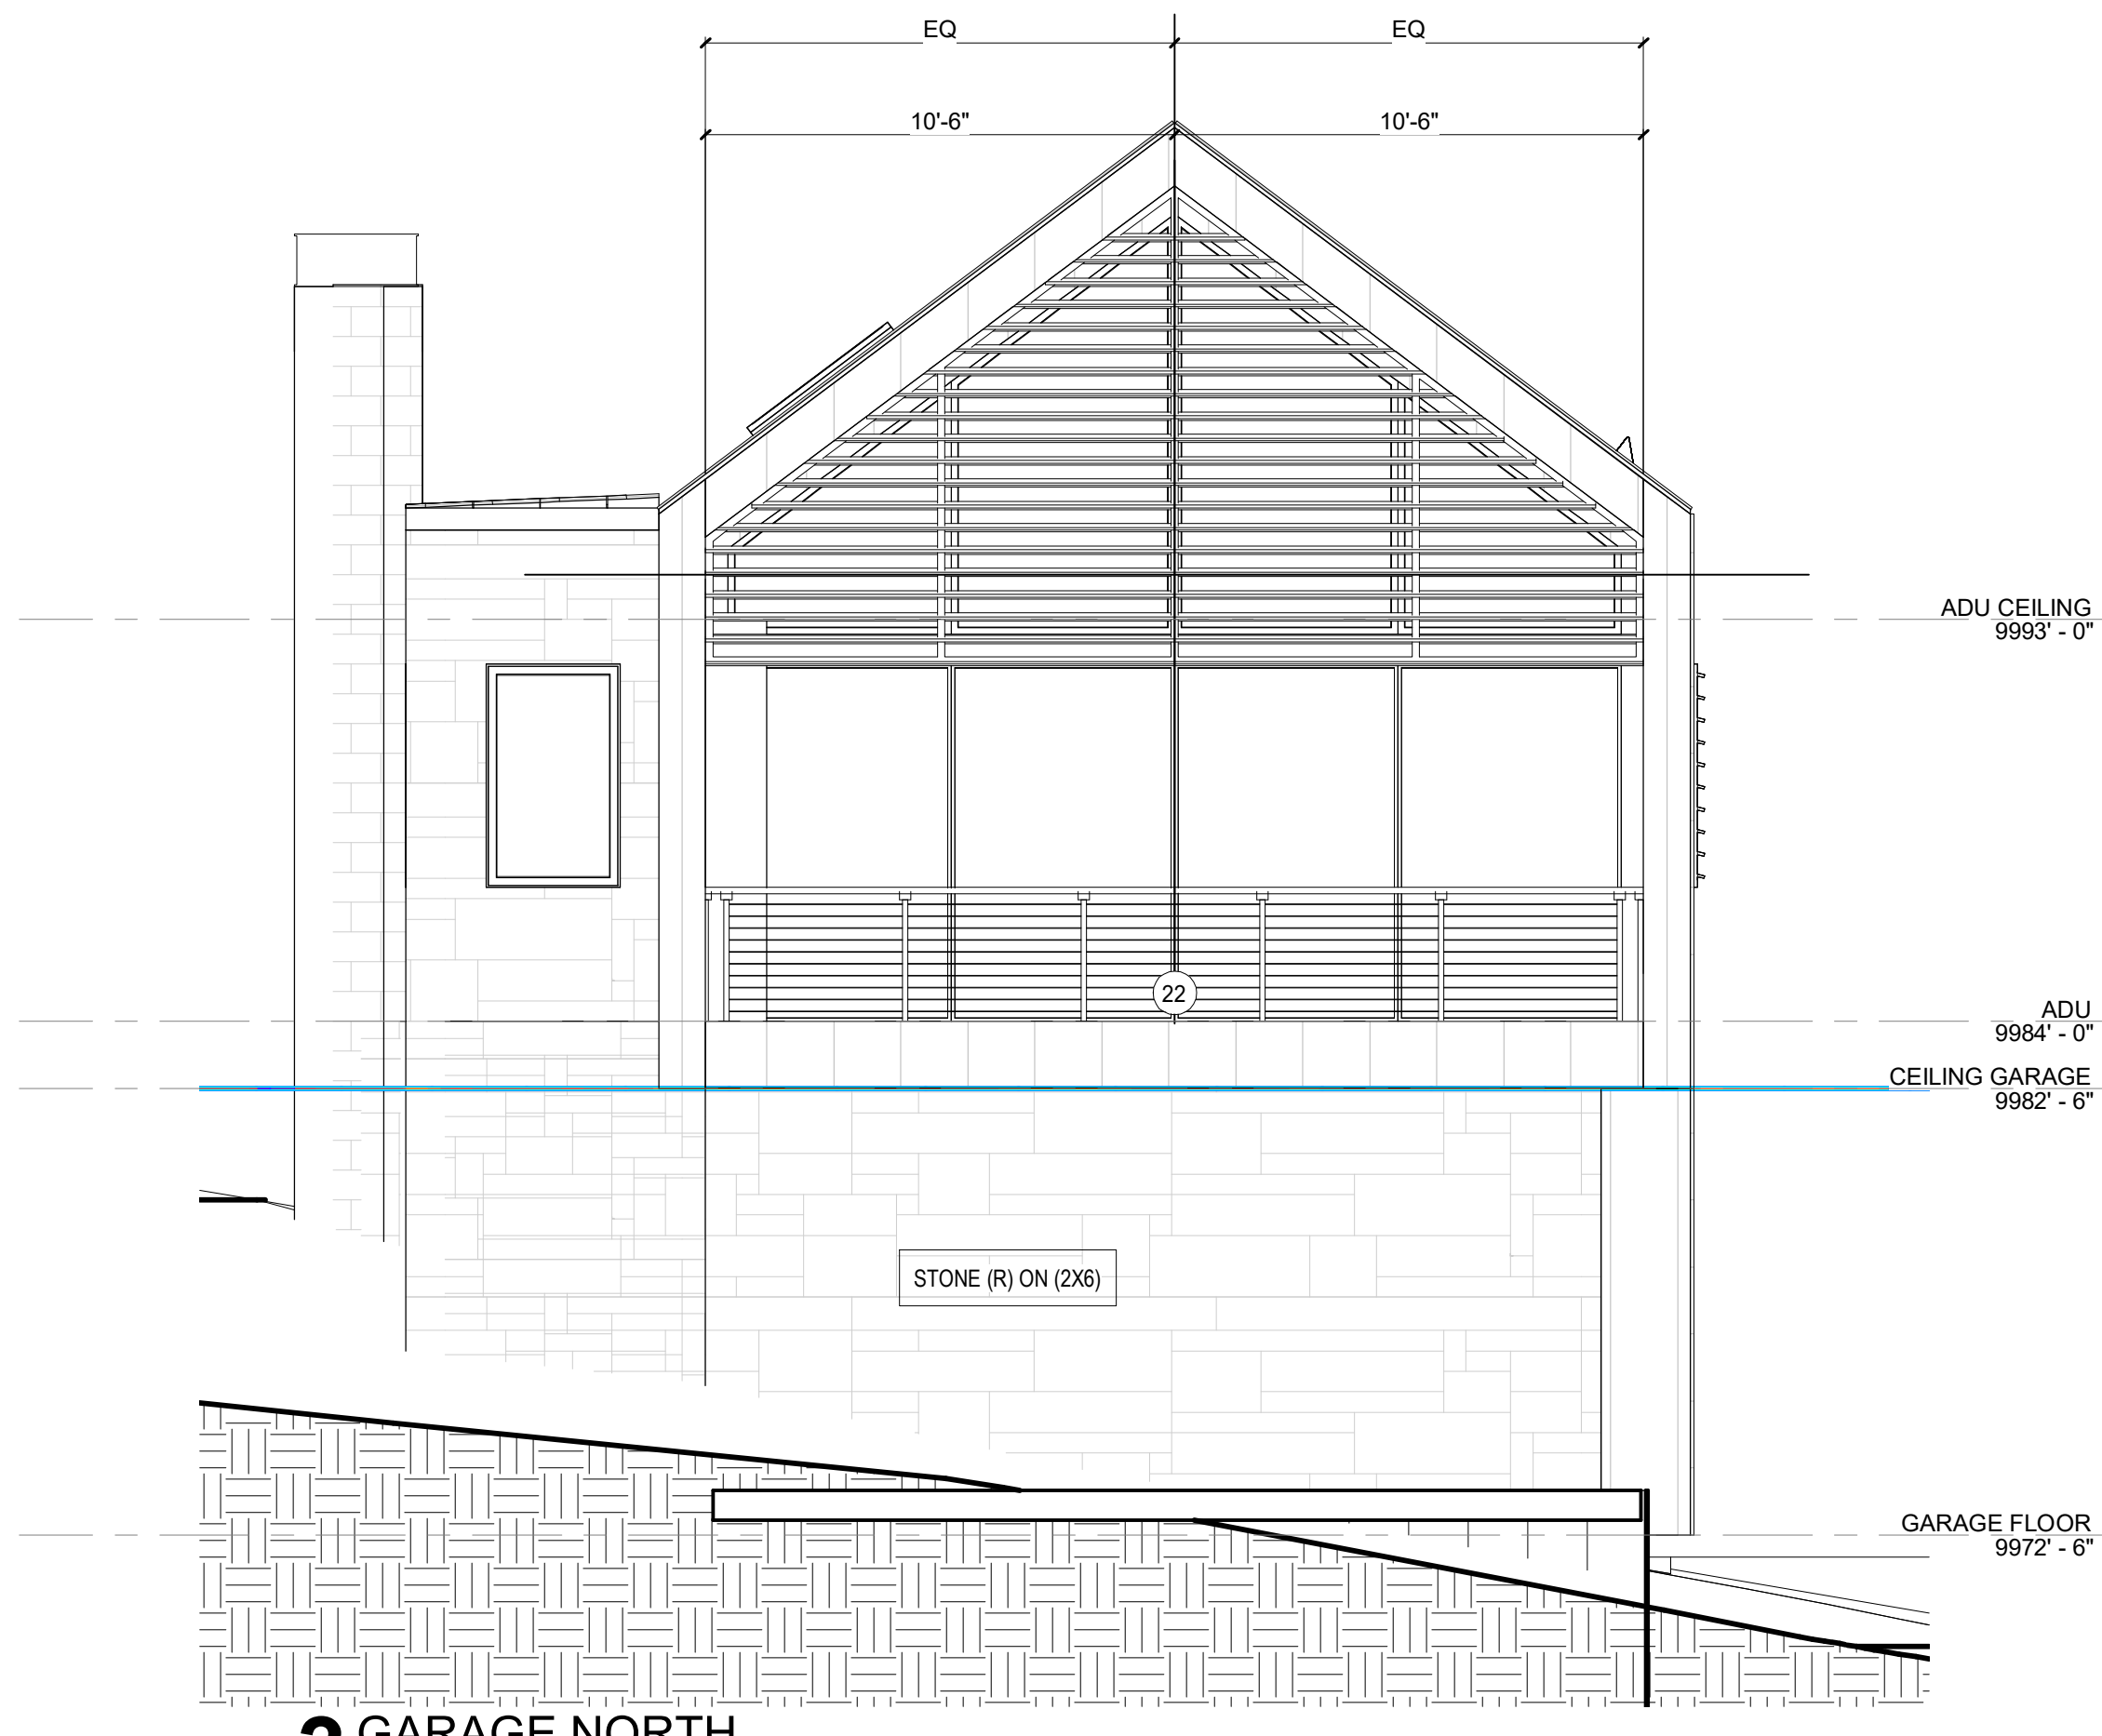 EQ EQ
10'-6" 10'-6"
ADU CEILING
9993' - 0"
22
ADU
9984' - 0"
CEILING GARAGE
9982' - 6"
STONE (R) ON (2X6)
GARAGE FLOOR
9972' - 6"
GARAGE NORTH